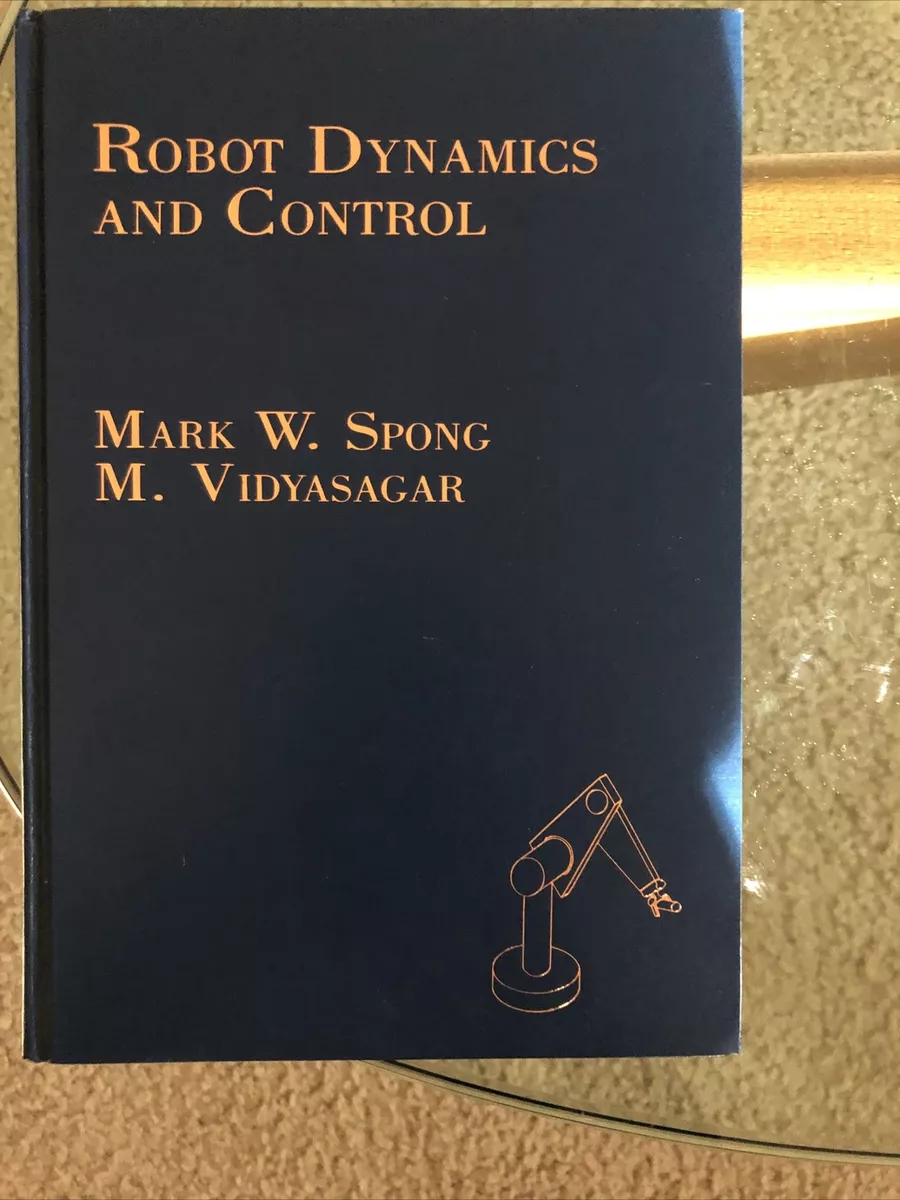 ROBOT DYNAMICS
AND CONTROL
MARK W. SPONG
M. VIDYASAGAR